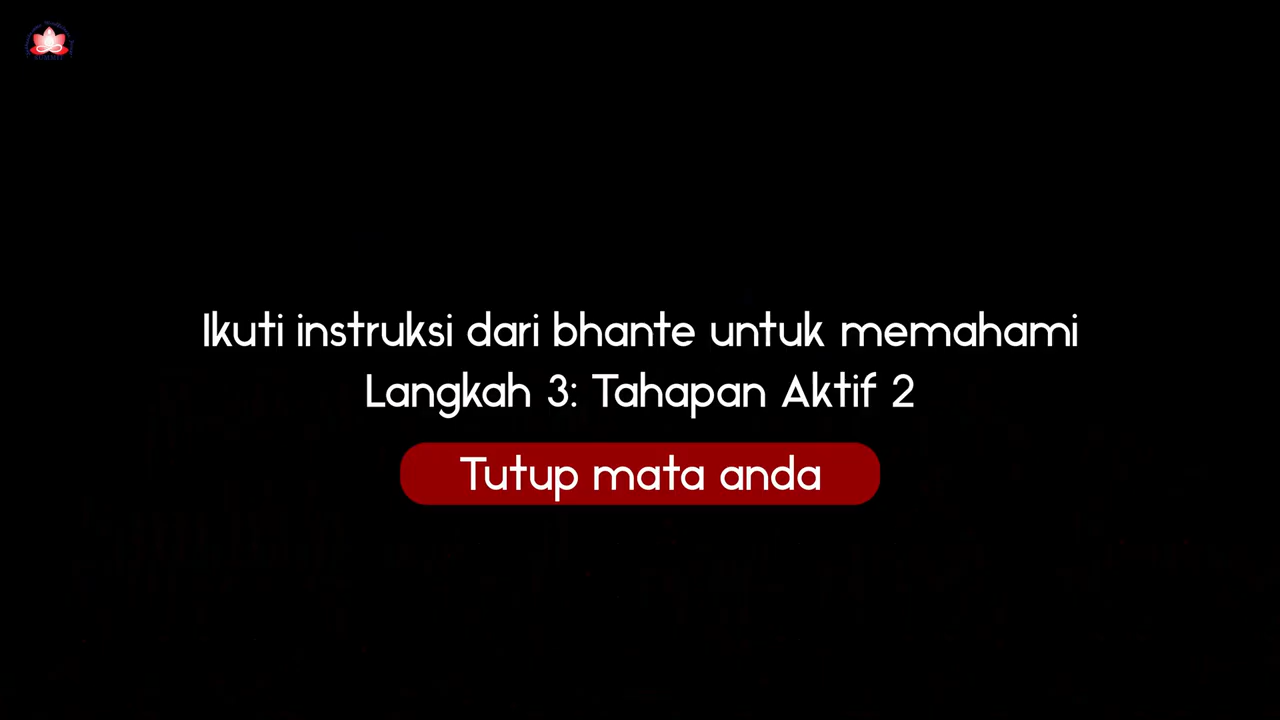 Ikuti instruksi dari bhante untuk memahami
Langkah 3: Tahapan Aktif 2
Tutup mata anda